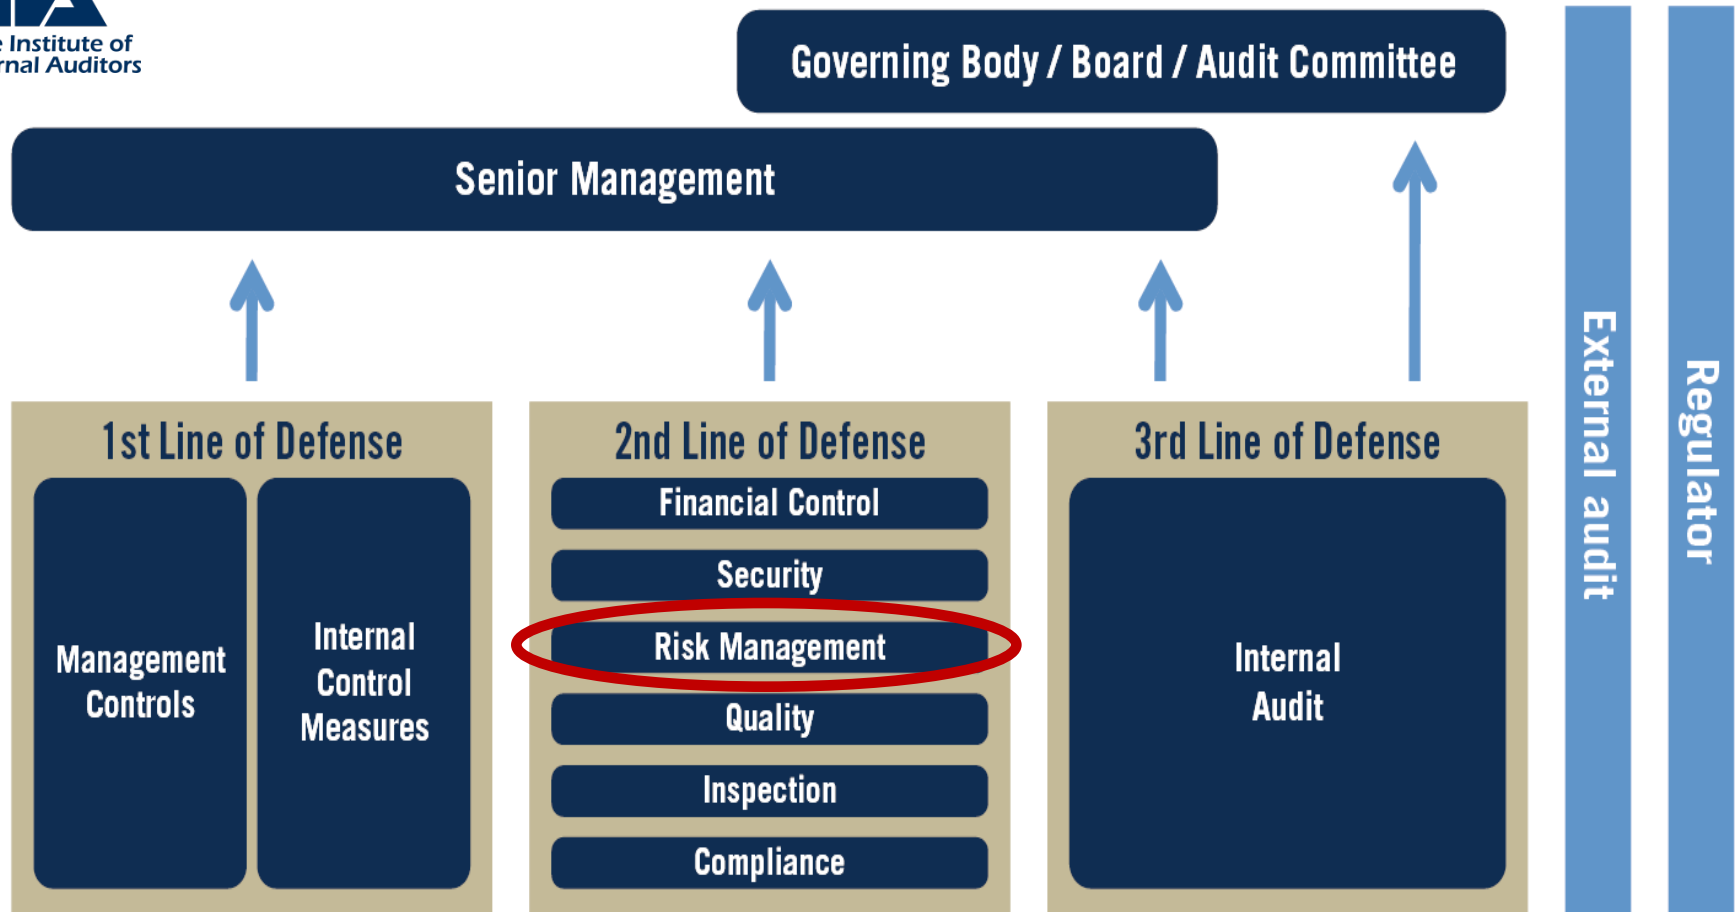 e Institute of
rnal Auditors
Governing Body / Board / Audit Committee
Senior Management
1st Line of Defense
Management
Controls
Internal
Control
Measures
2nd Line of Defense
Financial Control
Security
Risk Management
Quality
Inspection
Compliance
3rd Line of Defense
Internal
Audit
External audit
Regulator